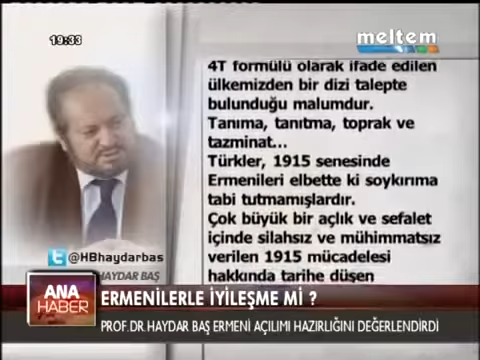 19:33
meltem
4T formülü olarak ifade edilen
ülkemizden bir dizi talepte
bulunduğu malumdur.
Tanıma, tanıtma, toprak ve
tazminat...
Türkler, 1915 senesinde
Ermenileri elbette ki soykırıma
tabi tutmamışlardır.
Çok büyük bir açlık ve sefalet
içinde silahsız ve mühimmatsız
verilen 1915 mücadelesi
hakkında tarihe düşen
@HBhaydarbas
HAYDAR BAŞ
ANA HABER
ERMENİLERLE İYİLEŞME Mİ ?
PROF.DR.HAYDAR BAŞ ERMENİ AÇILIMI HAZIRLIĞINI DEĞERLENDİRDİ